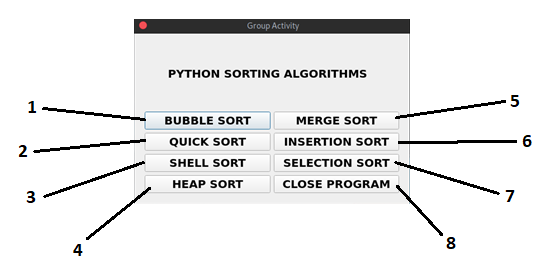 Group Activity
PYTHON SORTING ALGORITHMS
1 BUBBLE SORT MERGE SORT 5
2 QUICK SORT INSERTION SORT 6
3 SHELL SORT SELECTION SORT 7
4 HEAP SORT CLOSE PROGRAM 8